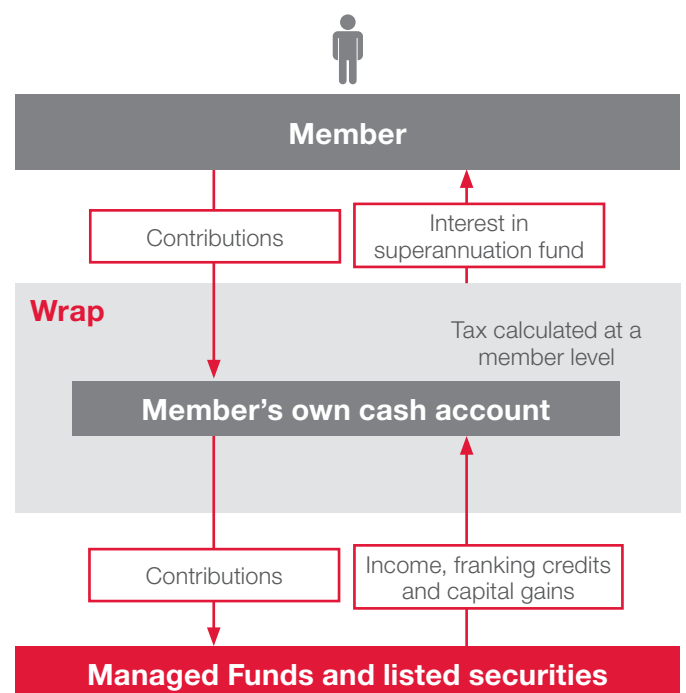 Member
Contributions
Interest in
superannuation fund
Wrap
Tax calculated at a
member level
Member's own cash account
Contributions
Income, franking credits
and capital gains
Managed Funds and listed securities